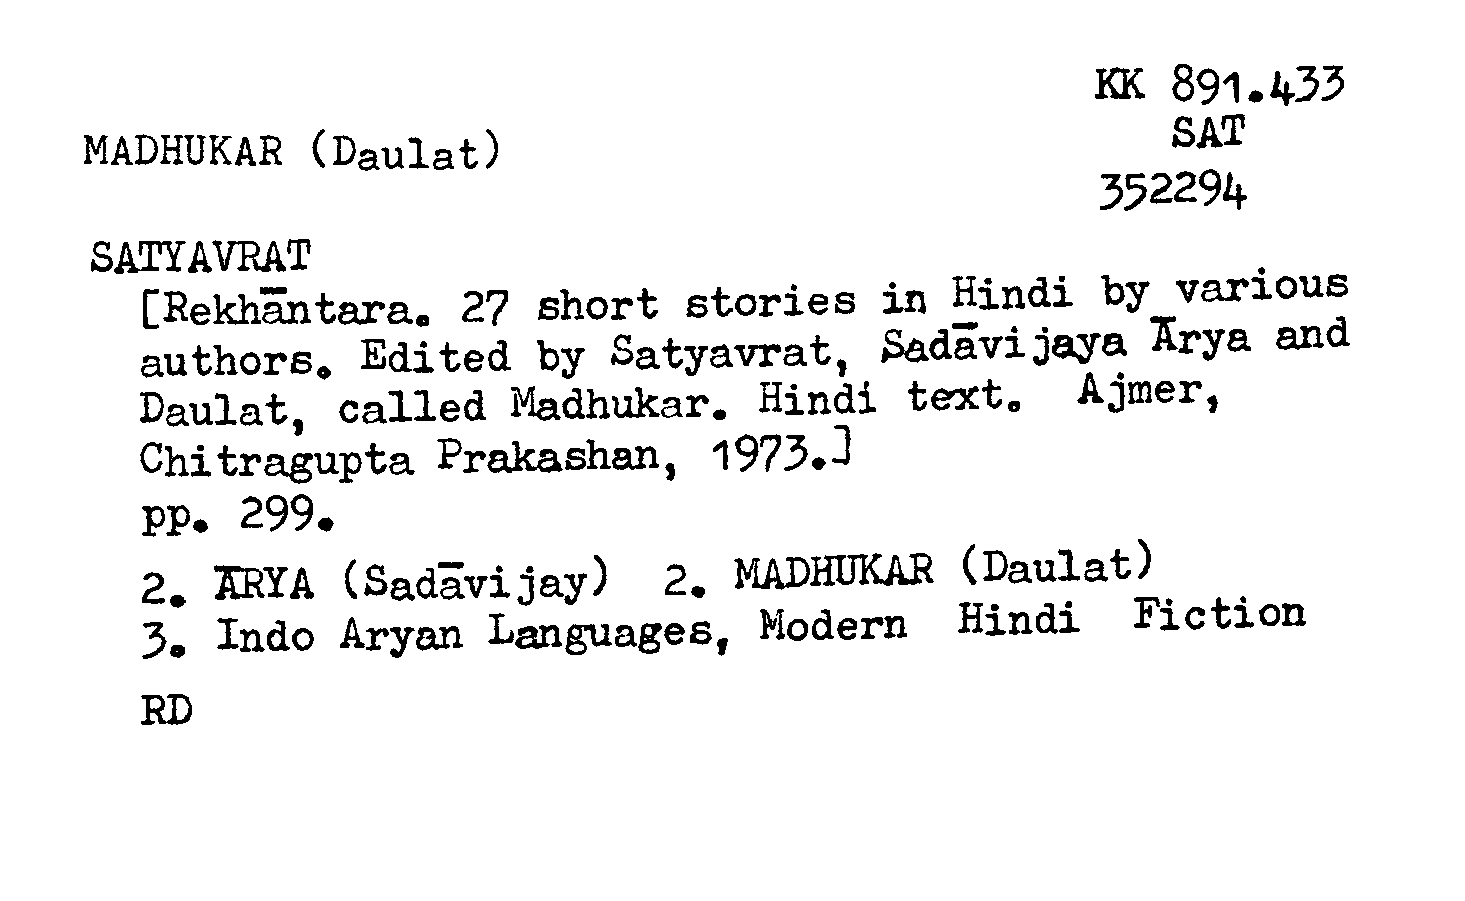 KK 891.433
SAT
MADHUKAR (Daulat)
352294
SATYAVRAT
[Rekhāntara. 27 short stories in Hindi by various
authors. Edited by Satyavrat, Sadāvijaya Ārya and
Daulat, called Madhukar. Hindi text. Ajmer,
Chitragupta Prakashan, 1973.]
pp. 299.
2. ĀRYA (Sadāvijay) 2. MADHUKAR (Daulat)
3. Indo Aryan Languages, Modern Hindi Fiction
RD